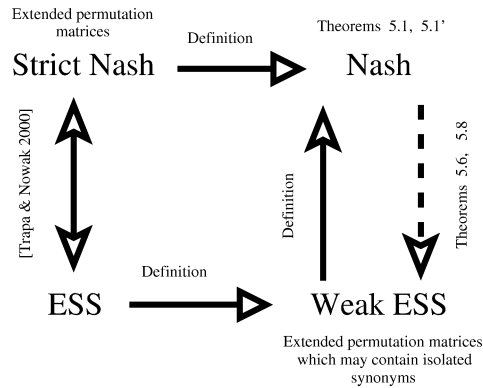 Extended permutation
matrices
Definition
Theorems 5.1, 5.1'
Strict Nash
Nash
[Trapa & Nowak 2000]
Definition
Theorems 5.6, 5.8
Definition
ESS
Weak ESS
Extended permutation matrices
which may contain isolated
synonyms